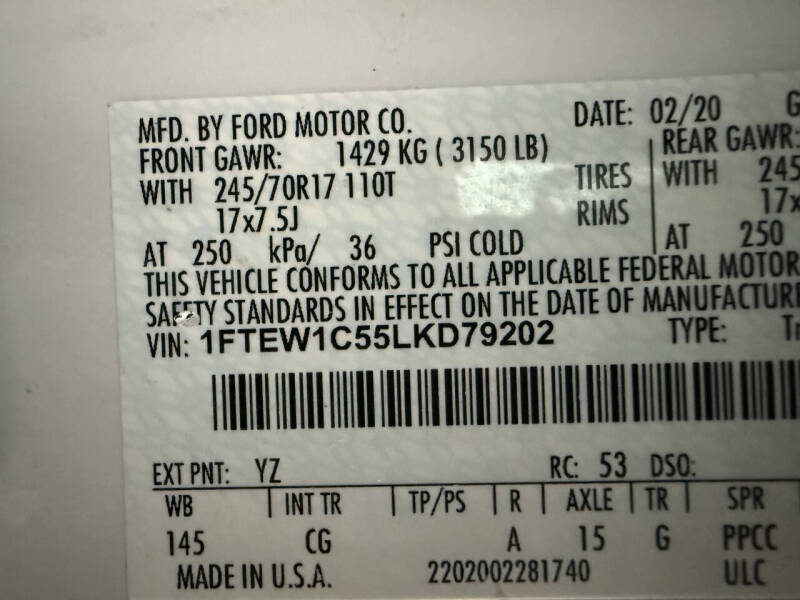 MFD. BY FORD MOTOR CO. DATE: 02/20 G
FRONT GAWR: 1429 KG ( 3150 LB) REAR GAWR:
WITH 245/70R17 110T TIRES WITH 245
17x7.5J RIMS 17x
AT 250 kPa/ 36 PSI COLD AT 250
THIS VEHICLE CONFORMS TO ALL APPLICABLE FEDERAL MOTOR
SAFETY STANDARDS IN EFFECT ON THE DATE OF MANUFACTURE
VIN: 1FTEW1C55LKD79202 TYPE: Tr
EXT PNT: YZ RC: 53 DSO:
WB INT TR TP/PS R AXLE TR SPR
145 CG A 15 G PPCC
MADE IN U.S.A. 2202002281740 ULC